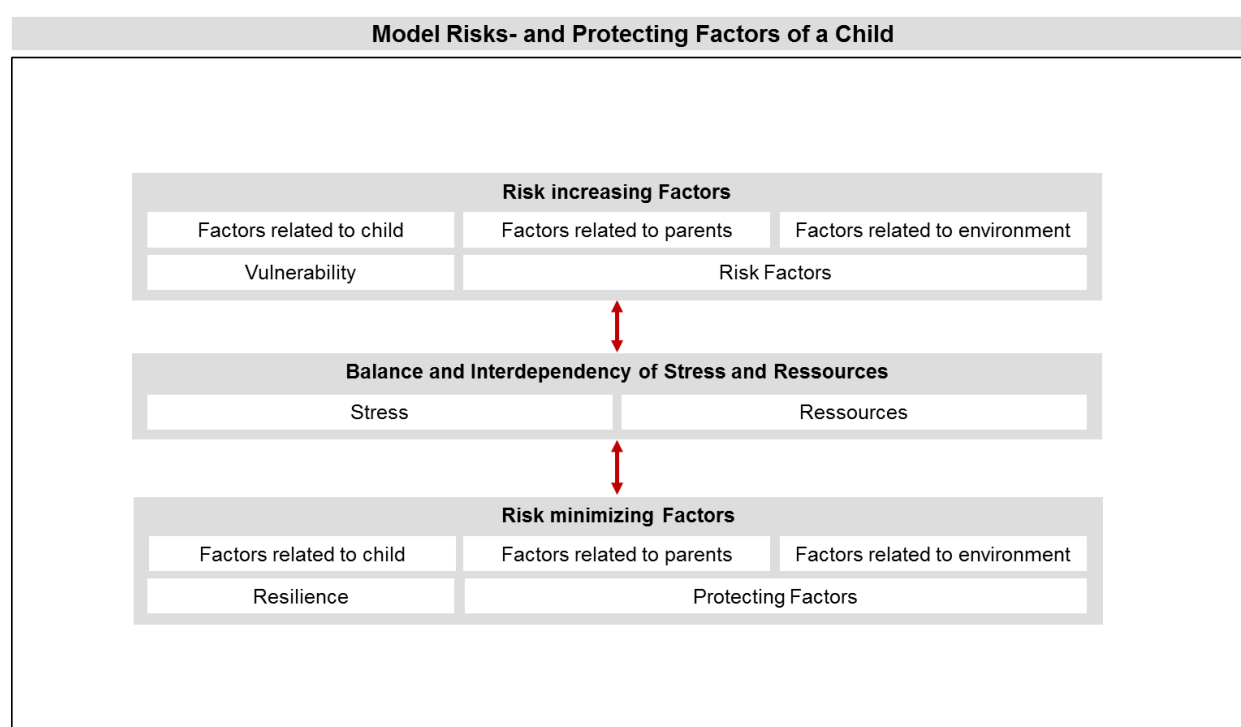 Model Risks- and Protecting Factors of a Child
Risk increasing Factors
Factors related to child
Factors related to parents
Factors related to environment
Vulnerability
Risk Factors
Balance and Interdependency of Stress and Ressources
Stress
Ressources
Risk minimizing Factors
Factors related to child
Factors related to parents
Factors related to environment
Resilience
Protecting Factors